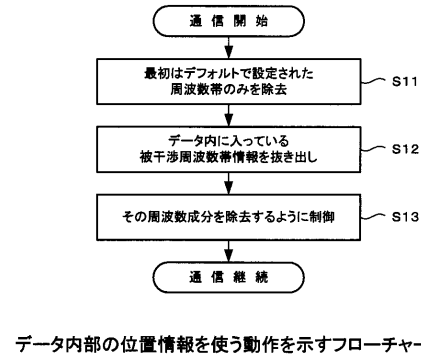 通信開始
最初はデフォルトで設定された
周波数帯のみを除去
S11
データ内に入っている
被干渉周波数帯情報を抜き出し
S12
その周波数成分を除去するように制御
S13
通信継続
データ内部の位置情報を使う動作を示すフローチャー